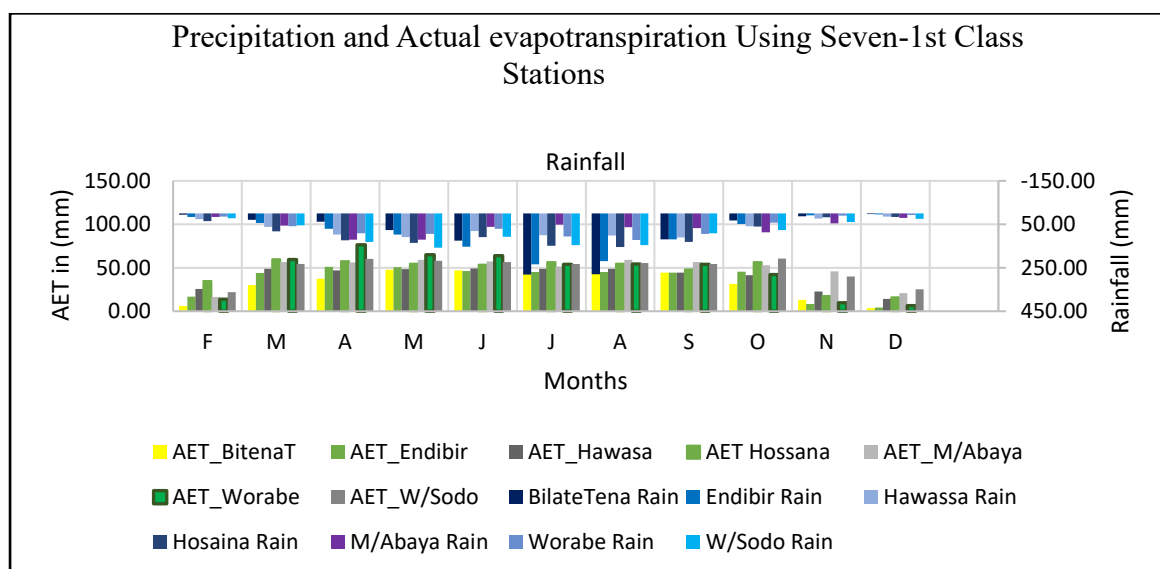 Precipitation and Actual evapotranspiration Using Seven-1st Class
Stations
Rainfall
150.00
100.00
50.00
0.00
AET in (mm)
-150.00
50.00
250.00
450.00
Rainfall (mm)
F M A M J J A S O N D
Months
AET_BitenaT AET_Endibir AET_Hawasa AET Hossana AET_M/Abaya
AET_Worabe AET_W/Sodo BilateTena Rain Endibir Rain Hawassa Rain
Hosaina Rain M/Abaya Rain Worabe Rain W/Sodo Rain